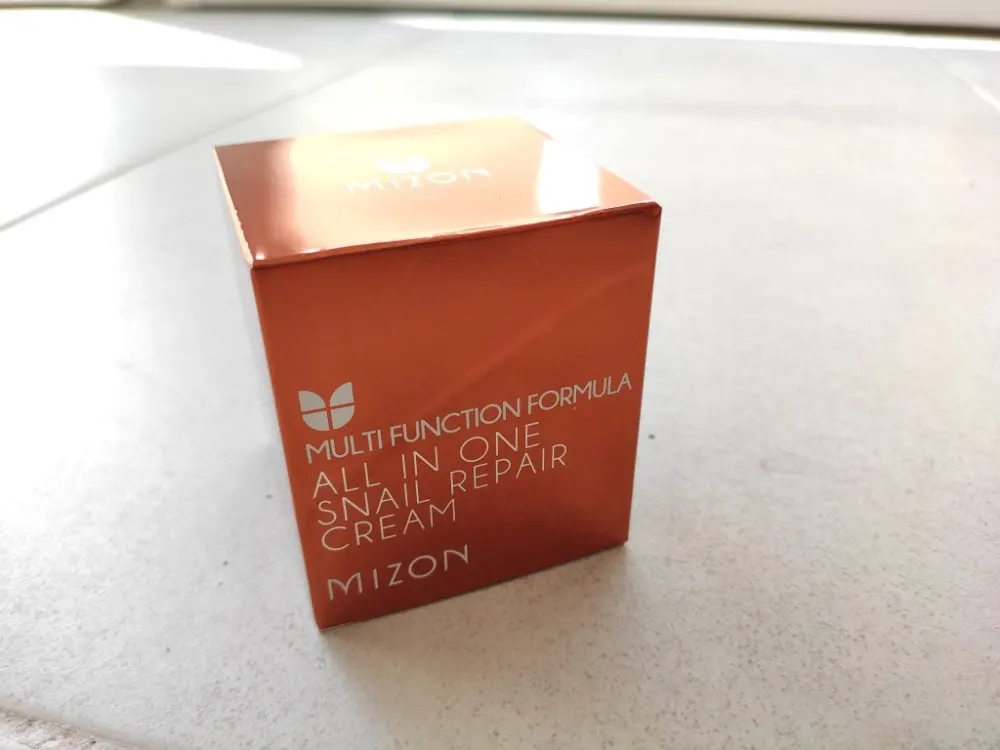 MIZON
MULTI FUNCTION FORMULA
ALL IN ONE
SNAIL REPAIR
CREAM
MIZON